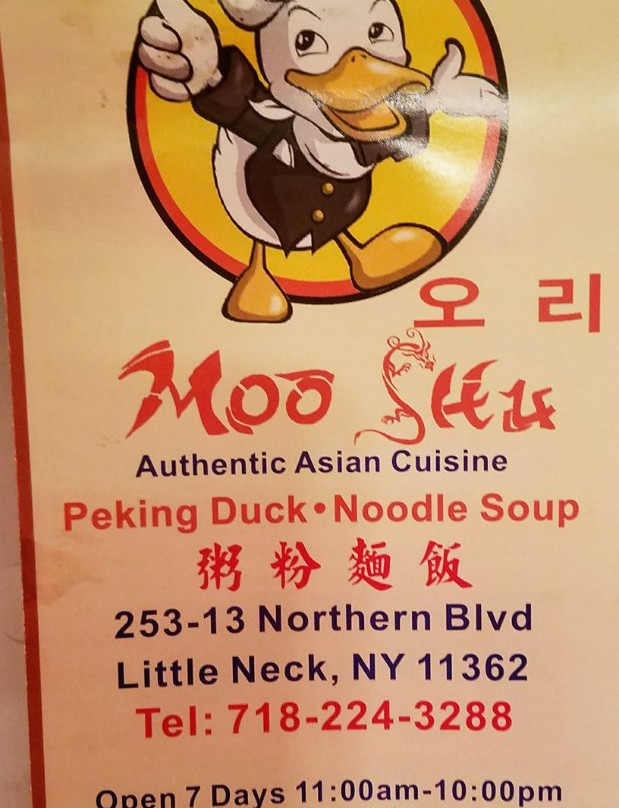 오 리
Moo Shu
Authentic Asian Cuisine
Peking Duck • Noodle Soup
粥 粉 麵 飯
253-13 Northern Blvd
Little Neck, NY 11362
Tel: 718-224-3288
Open 7 Days 11:00am-10:00pm